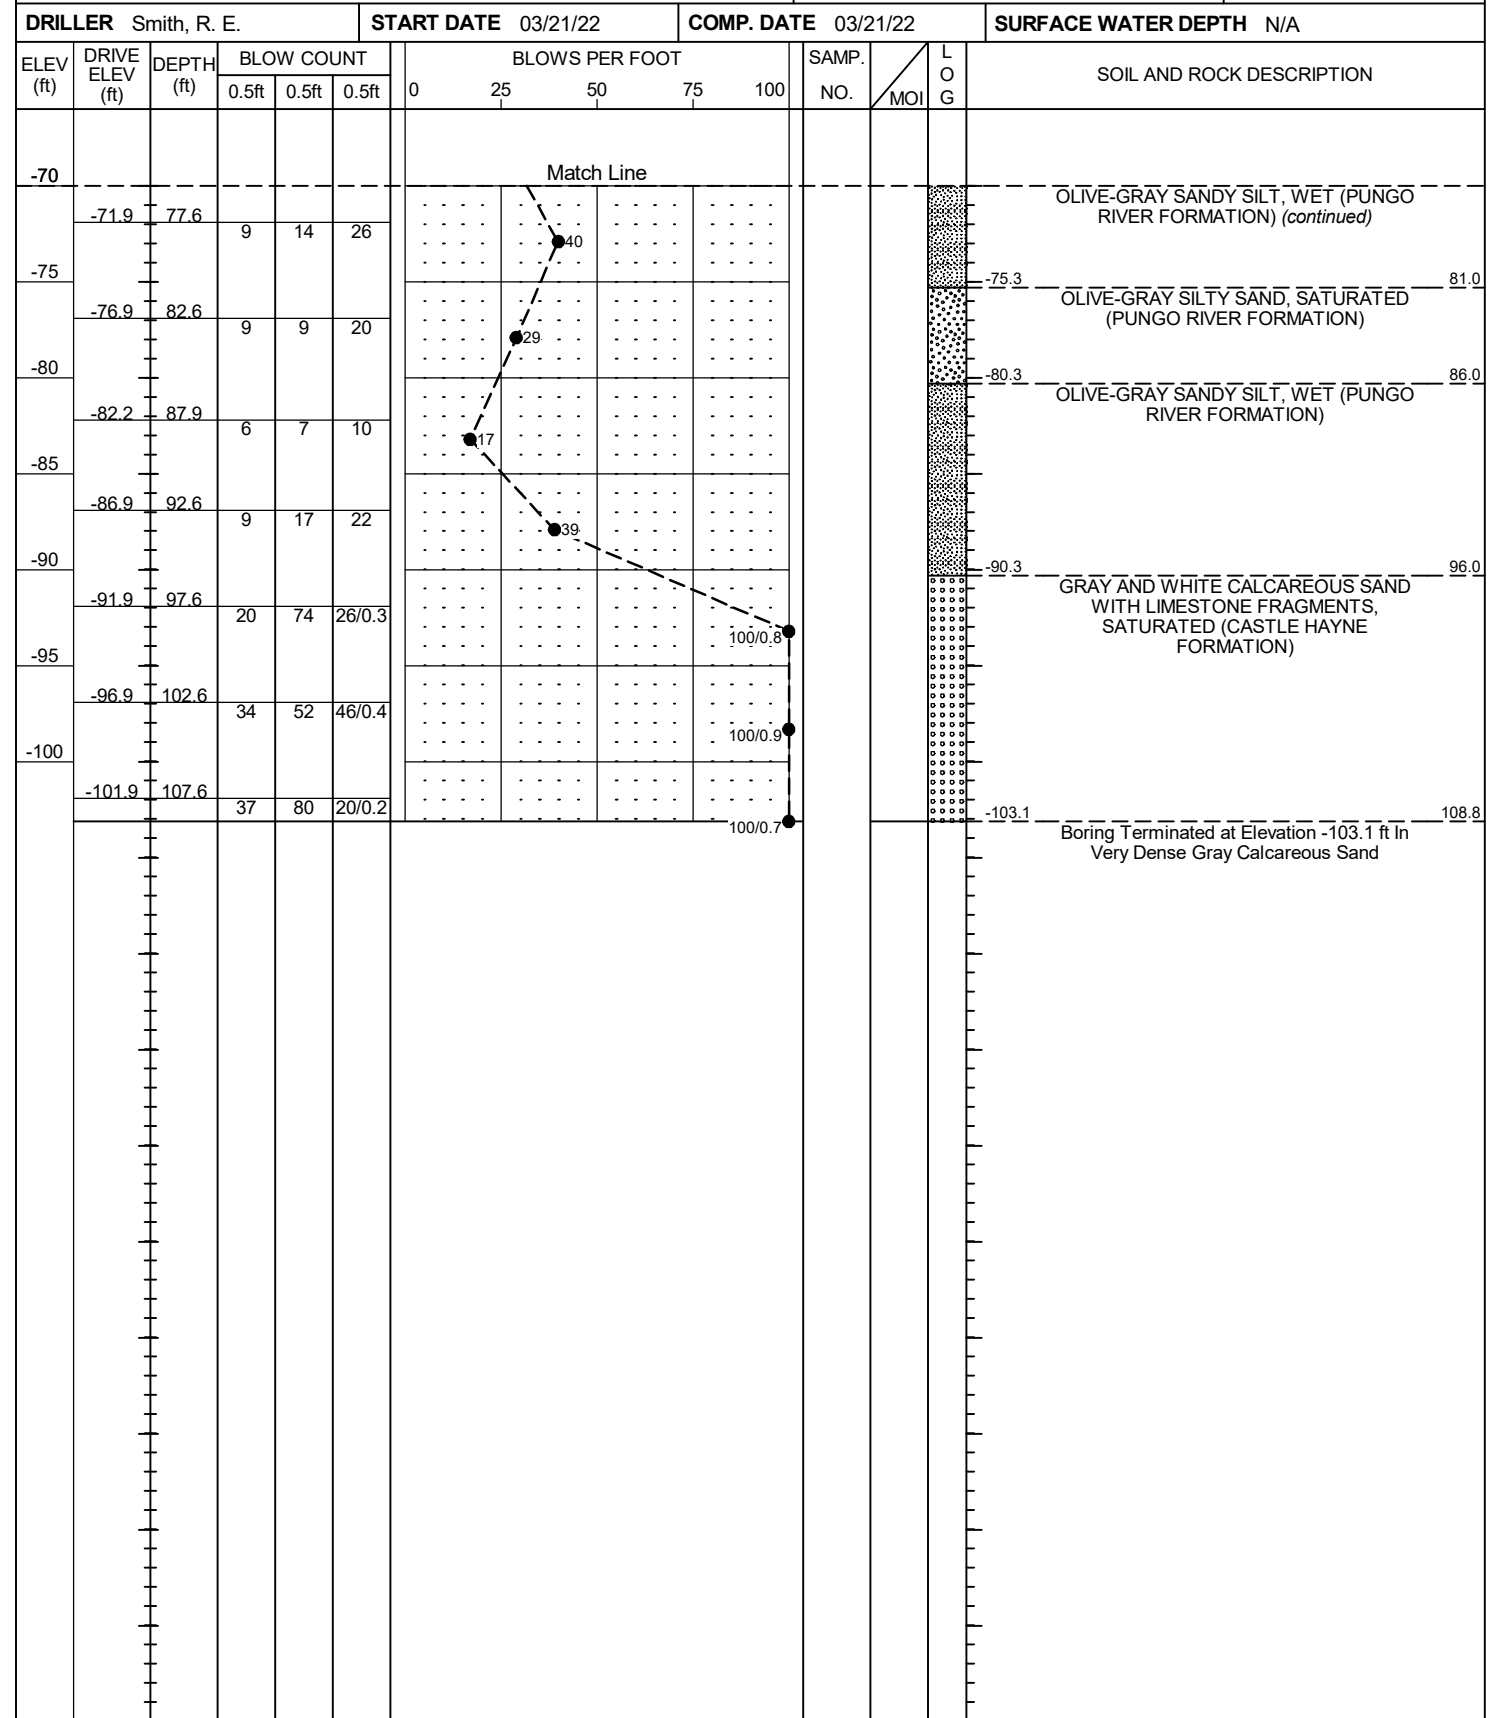 DRILLER Smith, R. E. START DATE 03/21/22 COMP. DATE 03/21/22 SURFACE WATER DEPTH N/A
ELEV (ft) DRIVE ELEV (ft) DEPTH (ft) BLOW COUNT BLOWS PER FOOT SAMP. NO. MOI LOG SOIL AND ROCK DESCRIPTION
0.5ft 0.5ft 0.5ft 0 25 50 75 100
Match Line
-70
OLIVE-GRAY SANDY SILT, WET (PUNGO
RIVER FORMATION) (continued)
-71.9 77.6
9 14 26
40
-75
-75.3 81.0
OLIVE-GRAY SILTY SAND, SATURATED
(PUNGO RIVER FORMATION)
-76.9 82.6
9 9 20
29
-80
-80.3 86.0
OLIVE-GRAY SANDY SILT, WET (PUNGO
RIVER FORMATION)
-82.2 87.9
6 7 10
17
-85
-86.9 92.6
9 17 22
39
-90
-90.3 96.0
GRAY AND WHITE CALCAREOUS SAND
WITH LIMESTONE FRAGMENTS,
SATURATED (CASTLE HAYNE
FORMATION)
-91.9 97.6
20 74 26/0.3
100/0.8
-95
-96.9 102.6
34 52 46/0.4
100/0.9
-100
-101.9 107.6
37 80 20/0.2
100/0.7
-103.1 108.8
Boring Terminated at Elevation -103.1 ft In
Very Dense Gray Calcareous Sand